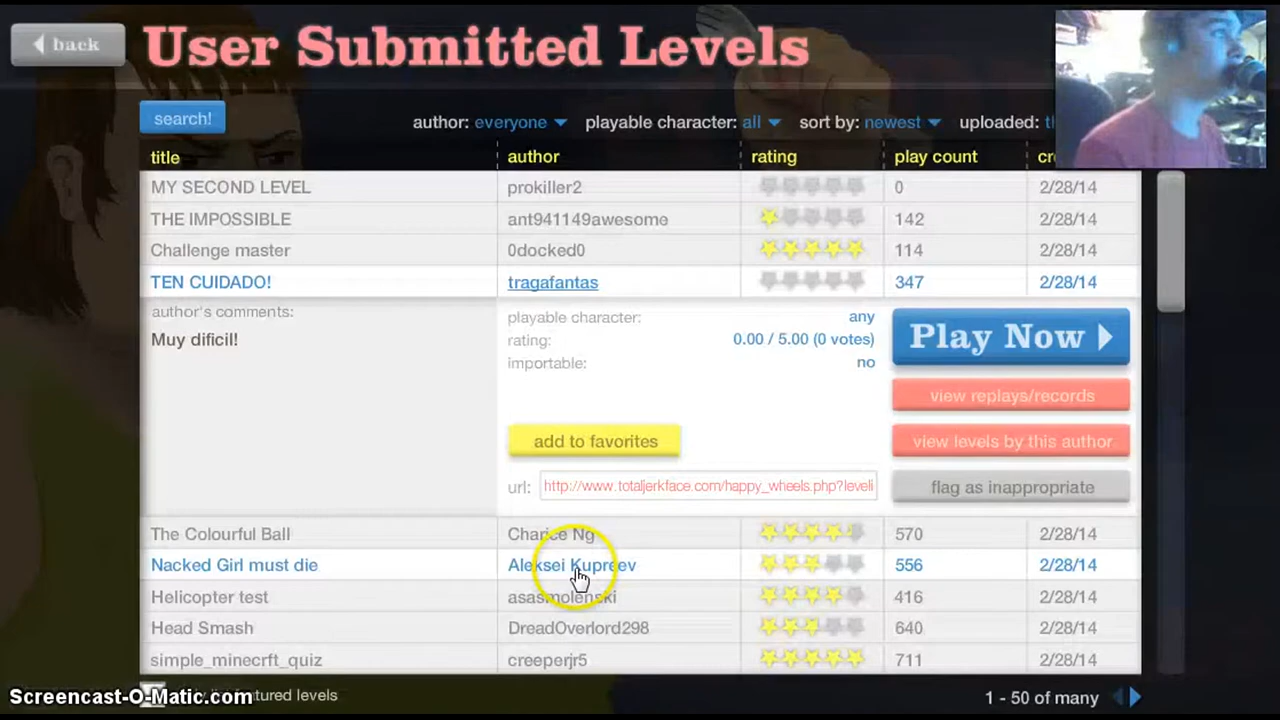 back
User Submitted Levels
search!
author: everyone playable character: all sort by: newest uploaded:
title author rating play count
MY SECOND LEVEL prokiller2 0 2/28/14
THE IMPOSSIBLE ant941149awesome 142 2/28/14
Challenge master 0docked0 114 2/28/14
TEN CUIDADO! tragafantas 347 2/28/14
author's comments: playable character: any
Muy dificil! rating: 0.00 / 5.00 (0 votes)
importable: no
Play Now
view replays/records
add to favorites view levels by this author
url: http://www.totaljerkface.com/happy_wheels.php?leveli flag as inappropriate
The Colourful Ball Charice Ng 570 2/28/14
Nacked Girl must die Aleksei Kupreev 556 2/28/14
Helicopter test asasmolenski 416 2/28/14
Head Smash DreadOverlord298 640 2/28/14
simple_minecrft_quiz creeperjr5 711 2/28/14
Screencast-O-Matic.com levels 1 - 50 of many